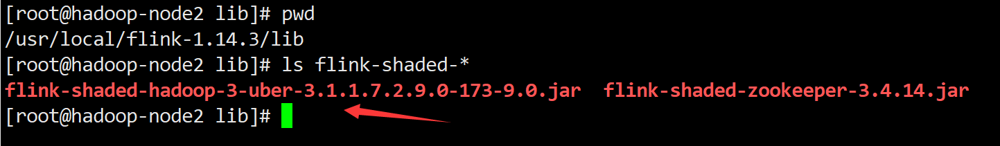 [root@hadoop-node2 lib]# pwd
/usr/local/flink-1.14.3/lib
[root@hadoop-node2 lib]# ls flink-shaded-*
flink-shaded-hadoop-3-uber-3.1.1.7.2.9.0-173-9.0.jar  flink-shaded-zookeeper-3.4.14.jar
[root@hadoop-node2 lib]#